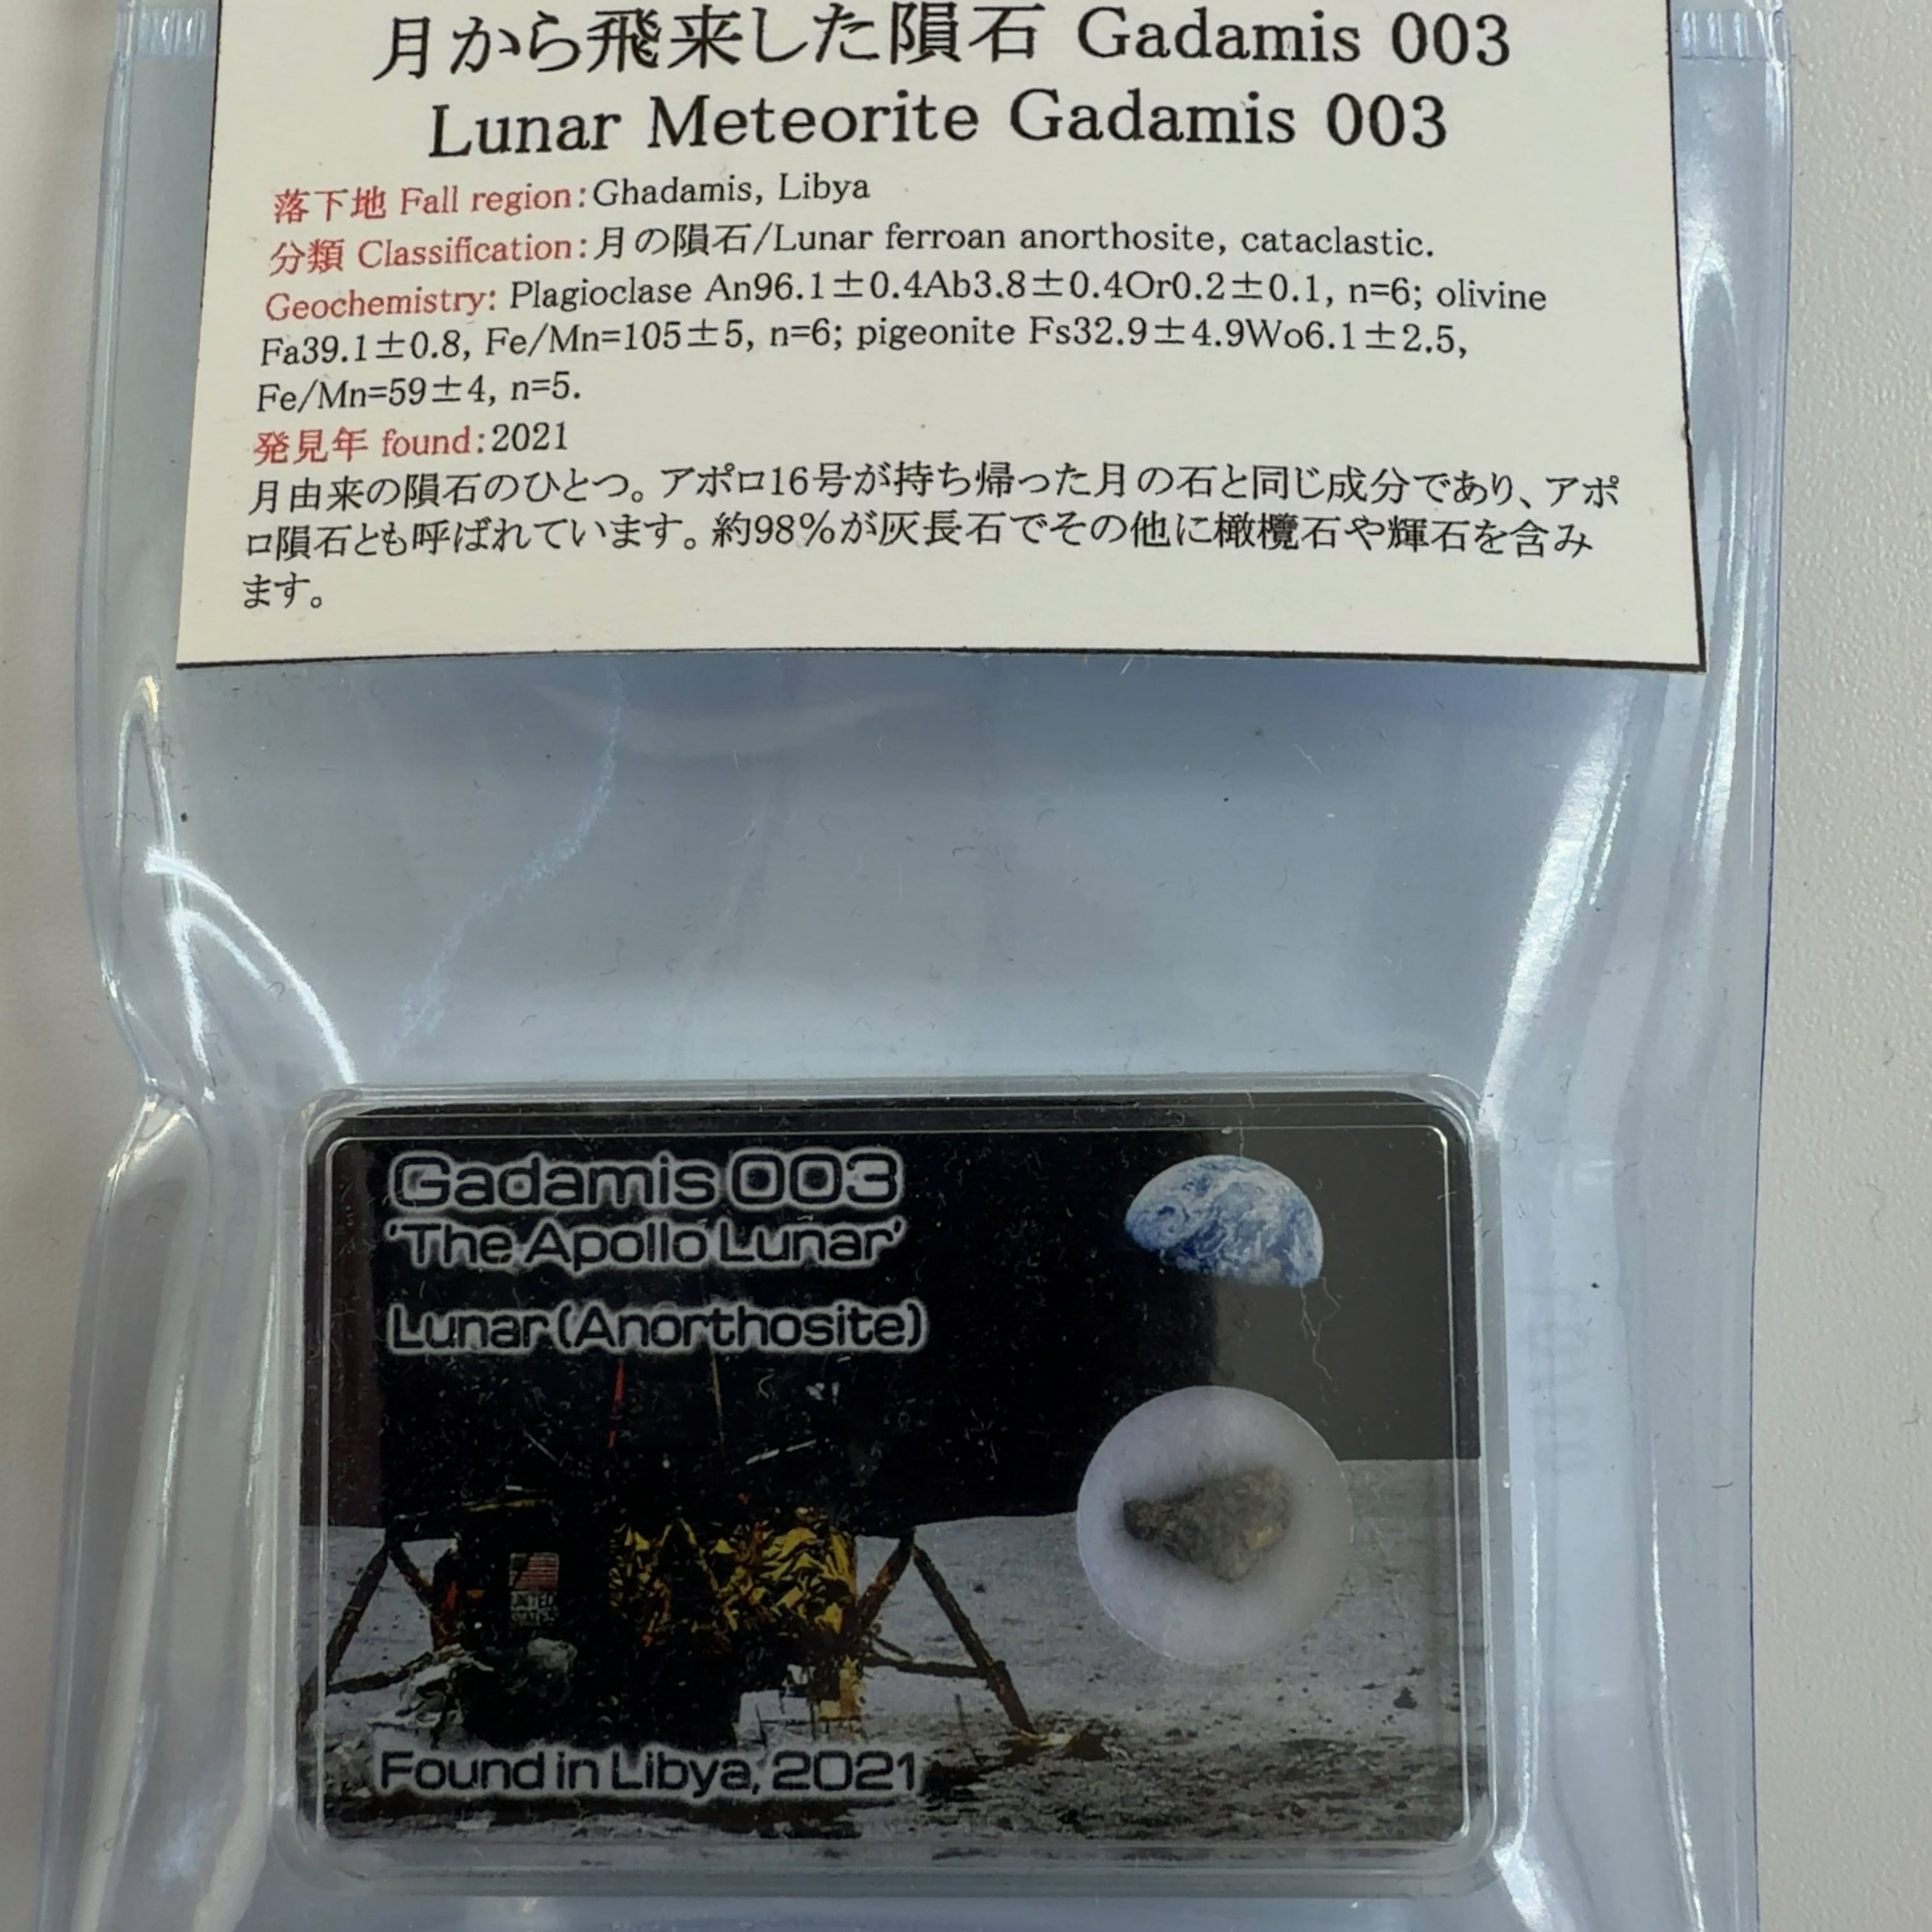 月から飛来した隕石 Gadamis 003
Lunar Meteorite Gadamis 003
落下地 Fall region:Ghadamis, Libya
分類 Classification:月の隕石/Lunar ferroan anorthosite, cataclastic.
Geochemistry: Plagioclase An96.1±0.4Ab3.8±0.4Or0.2±0.1, n=6; olivine
Fa39.1±0.8, Fe/Mn=105±5, n=6; pigeonite Fs32.9±4.9Wo6.1±2.5,
Fe/Mn=59±4, n=5.
発見年 found:2021
月由来の隕石のひとつ。アポロ16号が持ち帰った月の石と同じ成分であり、アポ
ロ隕石とも呼ばれています。約98%が灰長石でその他に橄欖石や輝石を含み
ます。
Gadamis 003
'The Apollo Lunar'
Lunar (Anorthosite)
UNITED
STATES
Found in Libya, 2021